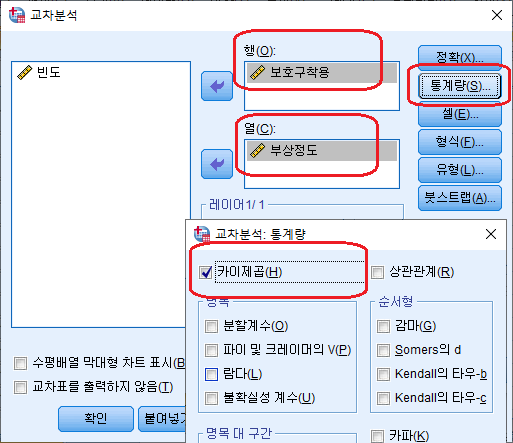 교차분석
행(O):
보호구착용
빈도
열(C):
부상정도
정확(X)...
통계량(S)...
셀(E)...
형식(F)...
유형(L)...
붓스트랩(A)...
레이어1/ 1
교차분석: 통계량
카이제곱(H)
상관관계(R)
명목
순서형
분할계수(O)
감마(G)
파이 및 크레이머의 V(P)
Somers의 d
람다(L)
Kendall의 타우-b
불확실성 계수(U)
Kendall의 타우-c
명목 대 구간
카파(K)
수평배열 막대형 차트 표시(B
교차표를 출력하지 않음(T)
확인
붙여넣기